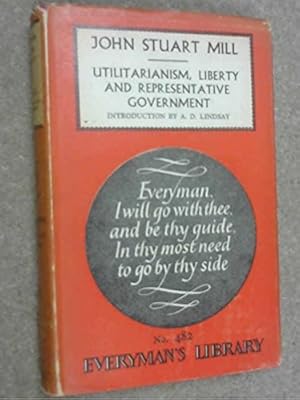 JOHN STUART MILL
UTILITARIANISM, LIBERTY
AND REPRESENTATIVE
GOVERNMENT
INTRODUCTION BY A. D. LINDSAY
Everyman,
I will go with thee,
and be thy guide,
In thy most need
to go by thy side
No. 482
EVERYMAN'S LIBRARY